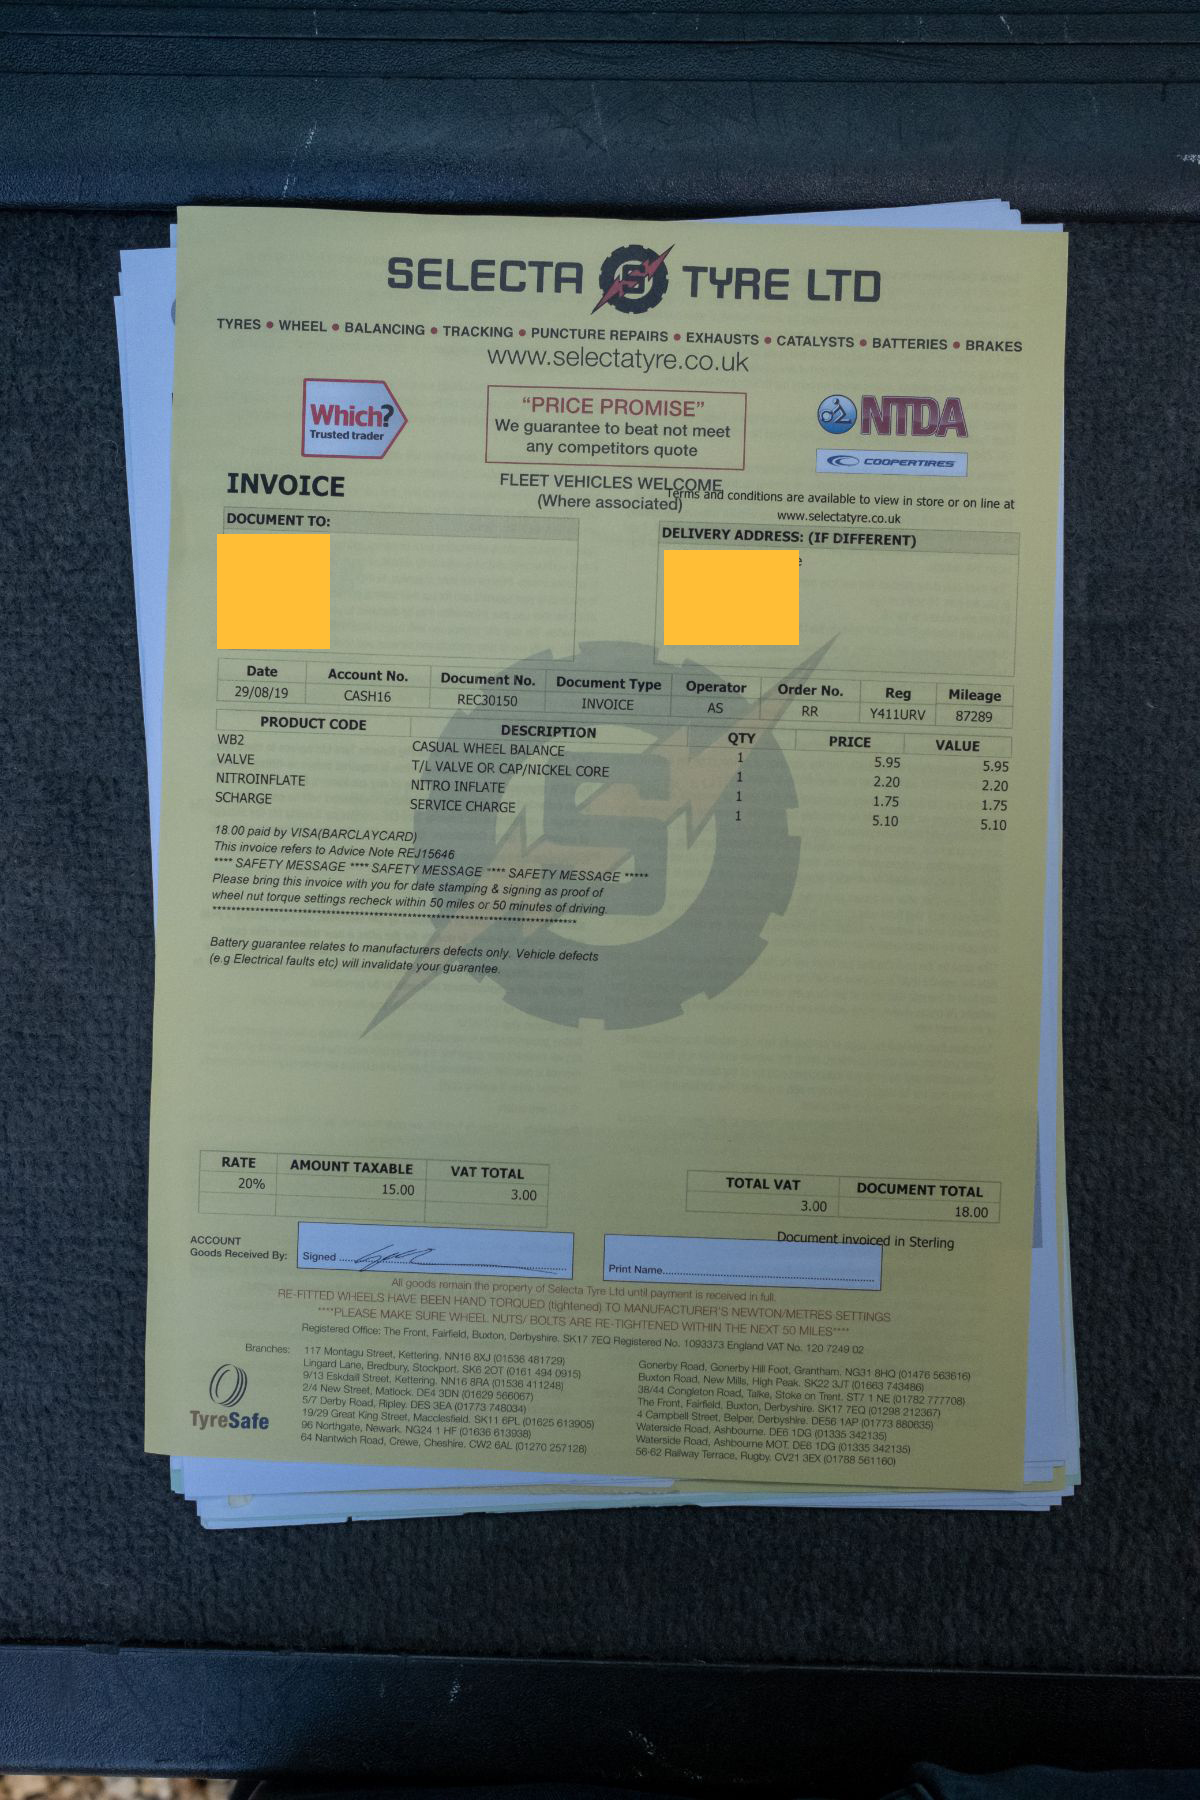 SELECTA S TYRE LTD
TYRES • WHEEL • BALANCING • TRACKING • PUNCTURE REPAIRS • EXHAUSTS • CATALYSTS • BATTERIES • BRAKES
www.selectatyre.co.uk
Which?
Trusted trader
"PRICE PROMISE"
We guarantee to beat not meet
any competitors quote
NTDA
COOPERTIRES
FLEET VEHICLES WELCOME
(Where associated)
INVOICE
Terms and conditions are available to view in store or on line at
www.selectatyre.co.uk
DOCUMENT TO:
DELIVERY ADDRESS: (IF DIFFERENT)
Date Account No. Document No. Document Type Operator Order No. Reg Mileage
29/08/19 CASH16 REC30150 INVOICE AS RR Y411URV 87289
PRODUCT CODE DESCRIPTION QTY PRICE VALUE
WB2 CASUAL WHEEL BALANCE 1 5.95 5.95
VALVE T/L VALVE OR CAP/NICKEL CORE 1 2.20 2.20
NITROINFLATE NITRO INFLATE 1 1.75 1.75
SCHARGE SERVICE CHARGE 1 5.10 5.10
18.00 paid by VISA(BARCLAYCARD)
This invoice refers to Advice Note REJ15646
**** SAFETY MESSAGE **** SAFETY MESSAGE **** SAFETY MESSAGE *****
Please bring this invoice with you for date stamping & signing as proof of
wheel nut torque settings recheck within 50 miles or 50 minutes of driving.
Battery guarantee relates to manufacturers defects only. Vehicle defects
(e.g Electrical faults etc) will invalidate your guarantee.
RATE AMOUNT TAXABLE VAT TOTAL
20% 15.00 3.00
TOTAL VAT DOCUMENT TOTAL
3.00 18.00
Document invoiced in Sterling
ACCOUNT
Goods Received By:
Signed
Print Name
All goods remain the property of Selecta Tyre Ltd until payment is received in full.
RE-FITTED WHEELS HAVE BEEN HAND TORQUED (tightened) TO MANUFACTURER'S NEWTON/METRES SETTINGS
****PLEASE MAKE SURE WHEEL NUTS/ BOLTS ARE RE-TIGHTENED WITHIN THE NEXT 50 MILES****
Registered Office: The Front, Fairfield, Buxton, Derbyshire. SK17 7EQ Registered No. 1093373 England VAT No. 120 7249 02
Branches:
117 Montagu Street, Kettering. NN16 8XJ (01536 481729)
Lingard Lane, Bredbury, Stockport. SK6 2OT (0161 494 0915)
9/13 Eskdaill Street, Kettering. NN16 8RA (01536 411248)
2/4 New Street, Matlock. DE4 3DN (01629 566067)
5/7 Derby Road, Ripley. DE5 3EA (01773 748034)
19/29 Great King Street, Macclesfield. SK11 6PL (01625 613905)
96 Northgate, Newark. NG24 1 HF (01636 613938)
64 Nantwich Road, Crewe, Cheshire. CW2 6AL (01270 257128)
Gonerby Road, Gonerby Hill Foot, Grantham. NG31 8HQ (01476 563616)
Buxton Road, New Mills, High Peak. SK22 3JT (01663 743486)
38/44 Congleton Road, Talke, Stoke on Trent. ST7 1 NE (01782 777708)
The Front, Fairfield, Buxton, Derbyshire. SK17 7EQ (01298 212367)
4 Campbell Street, Belper, Derbyshire. DE56 1AP (01773 880635)
Waterside Road, Ashbourne. DE6 1DG (01335 342135)
Waterside Road, Ashbourne MOT. DE6 1DG (01335 342135)
56-62 Railway Terrace, Rugby. CV21 3EX (01788 561160)
TyreSafe